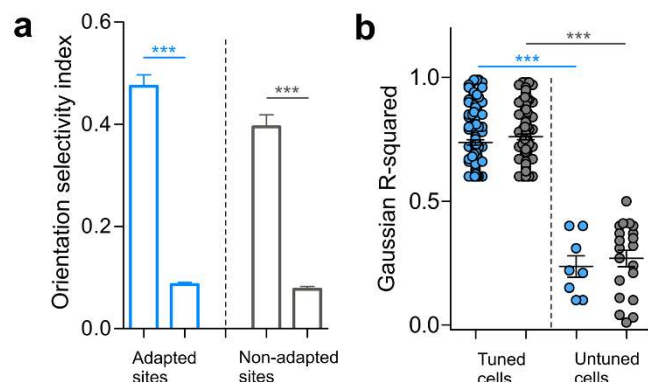 a
Orientation selectivity index
0.6
0.4
0.2
0.0
***
***
Adapted
sites
Non-adapted
sites
b
Gaussian R-squared
1.0
0.5
0.0
***
***
Tuned
cells
Untuned
cells